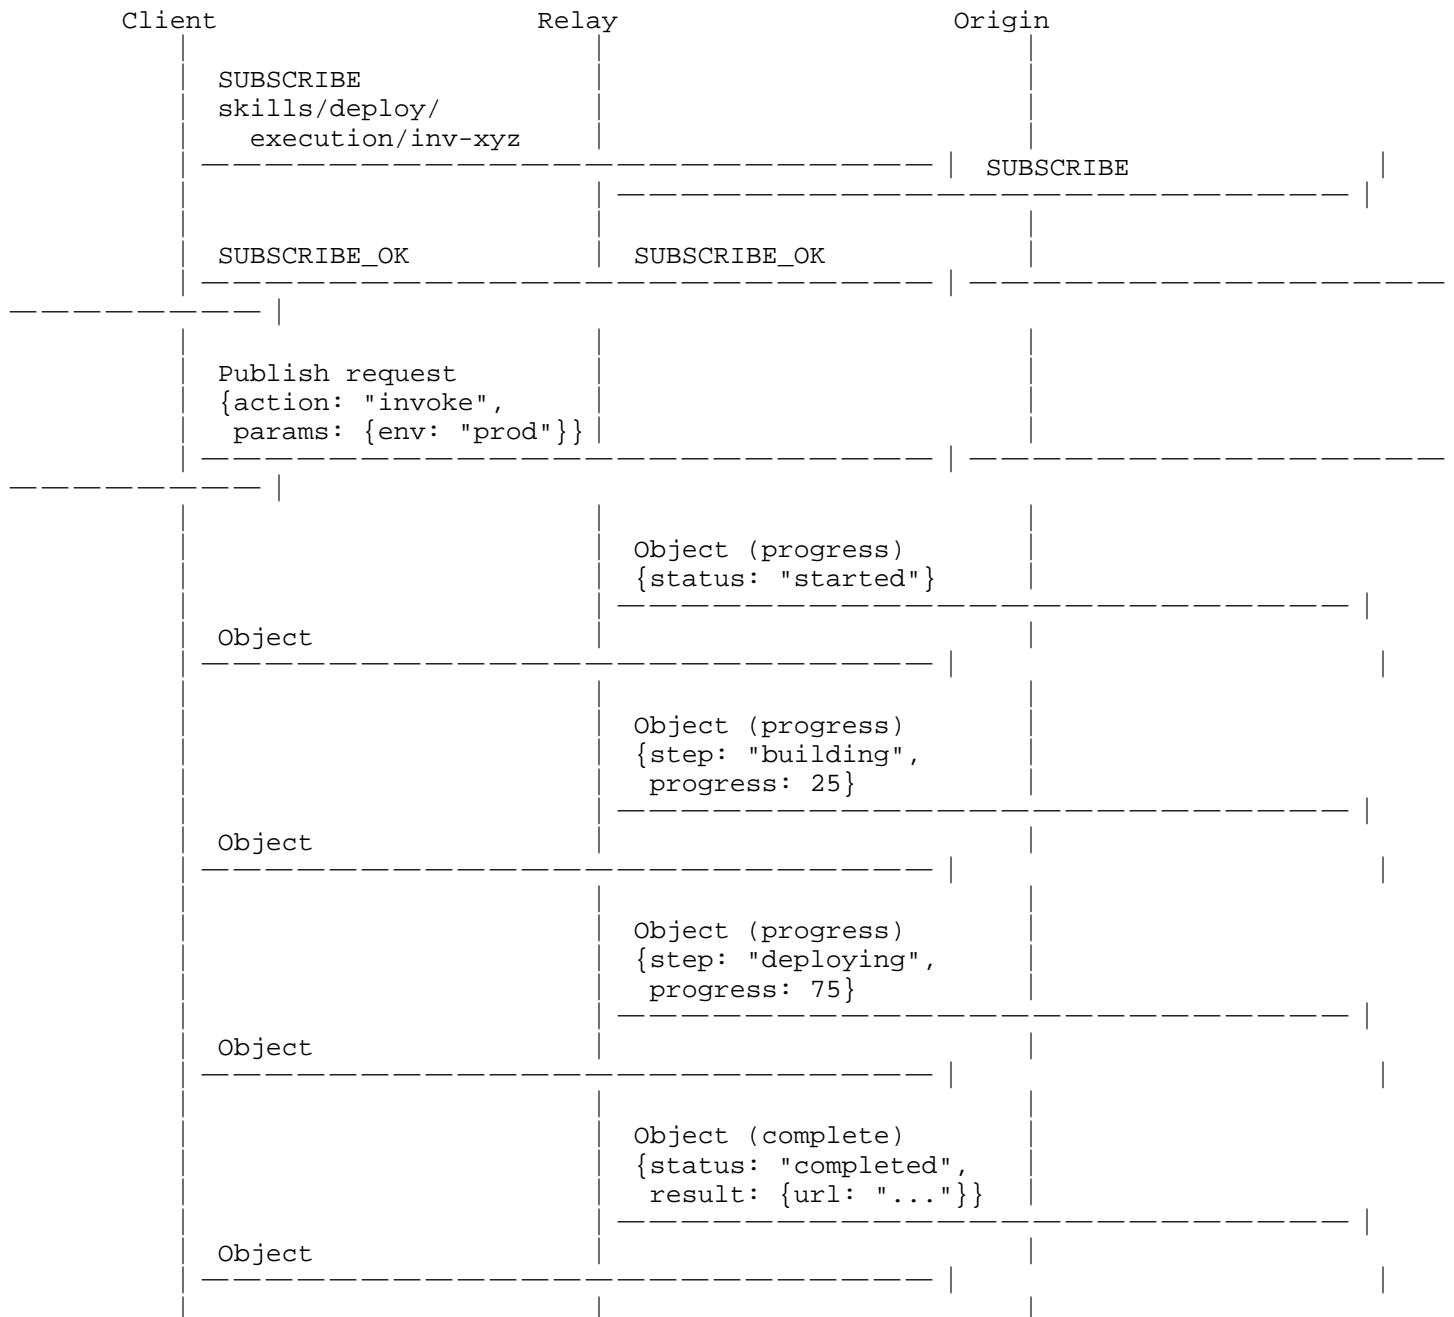 Client Relay Origin
SUBSCRIBE
skills/deploy/
execution/inv-xyz
SUBSCRIBE
SUBSCRIBE_OK SUBSCRIBE_OK
Publish request
{action: "invoke",
params: {env: "prod"}}
Object (progress)
{status: "started"}
Object
Object (progress)
{step: "building",
progress: 25}
Object
Object (progress)
{step: "deploying",
progress: 75}
Object
Object (complete)
{status: "completed",
result: {url: "..."}}
Object